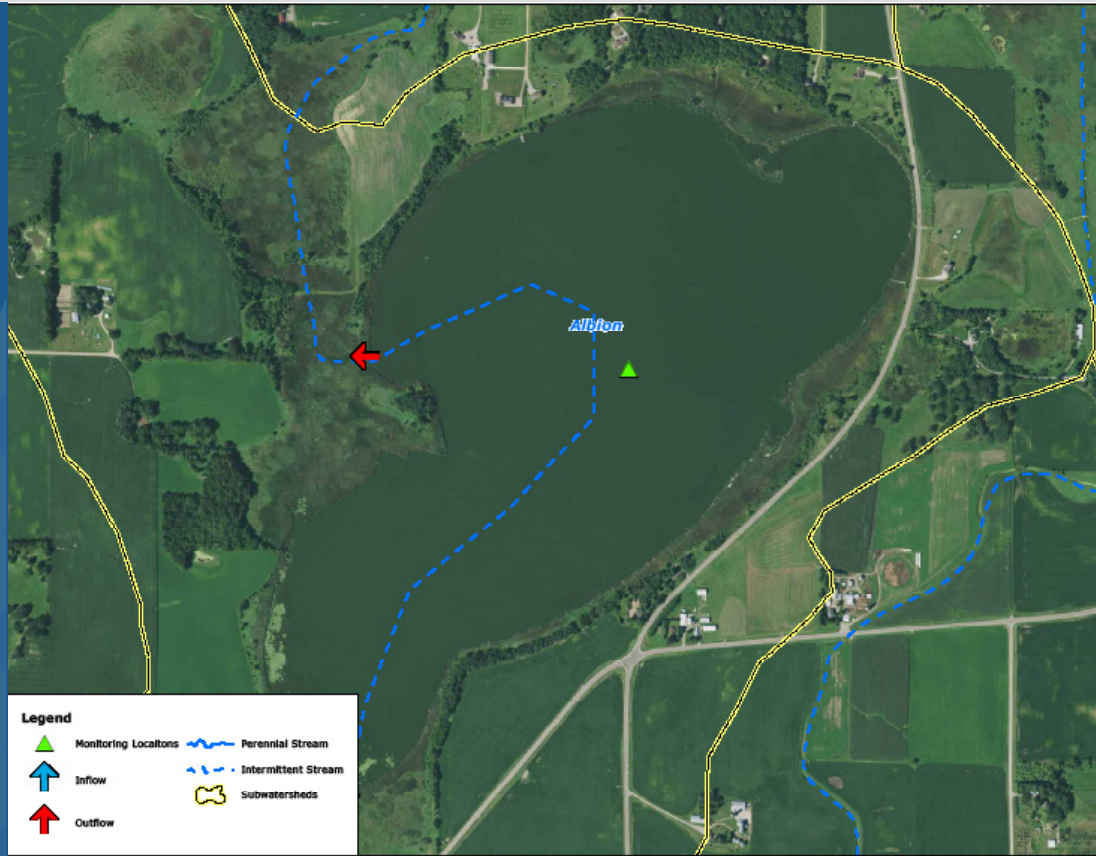 Albion
Legend
Monitoring Locaitons
Perennial Stream
Inflow
Intermittent Stream
Subwatersheds
Outflow